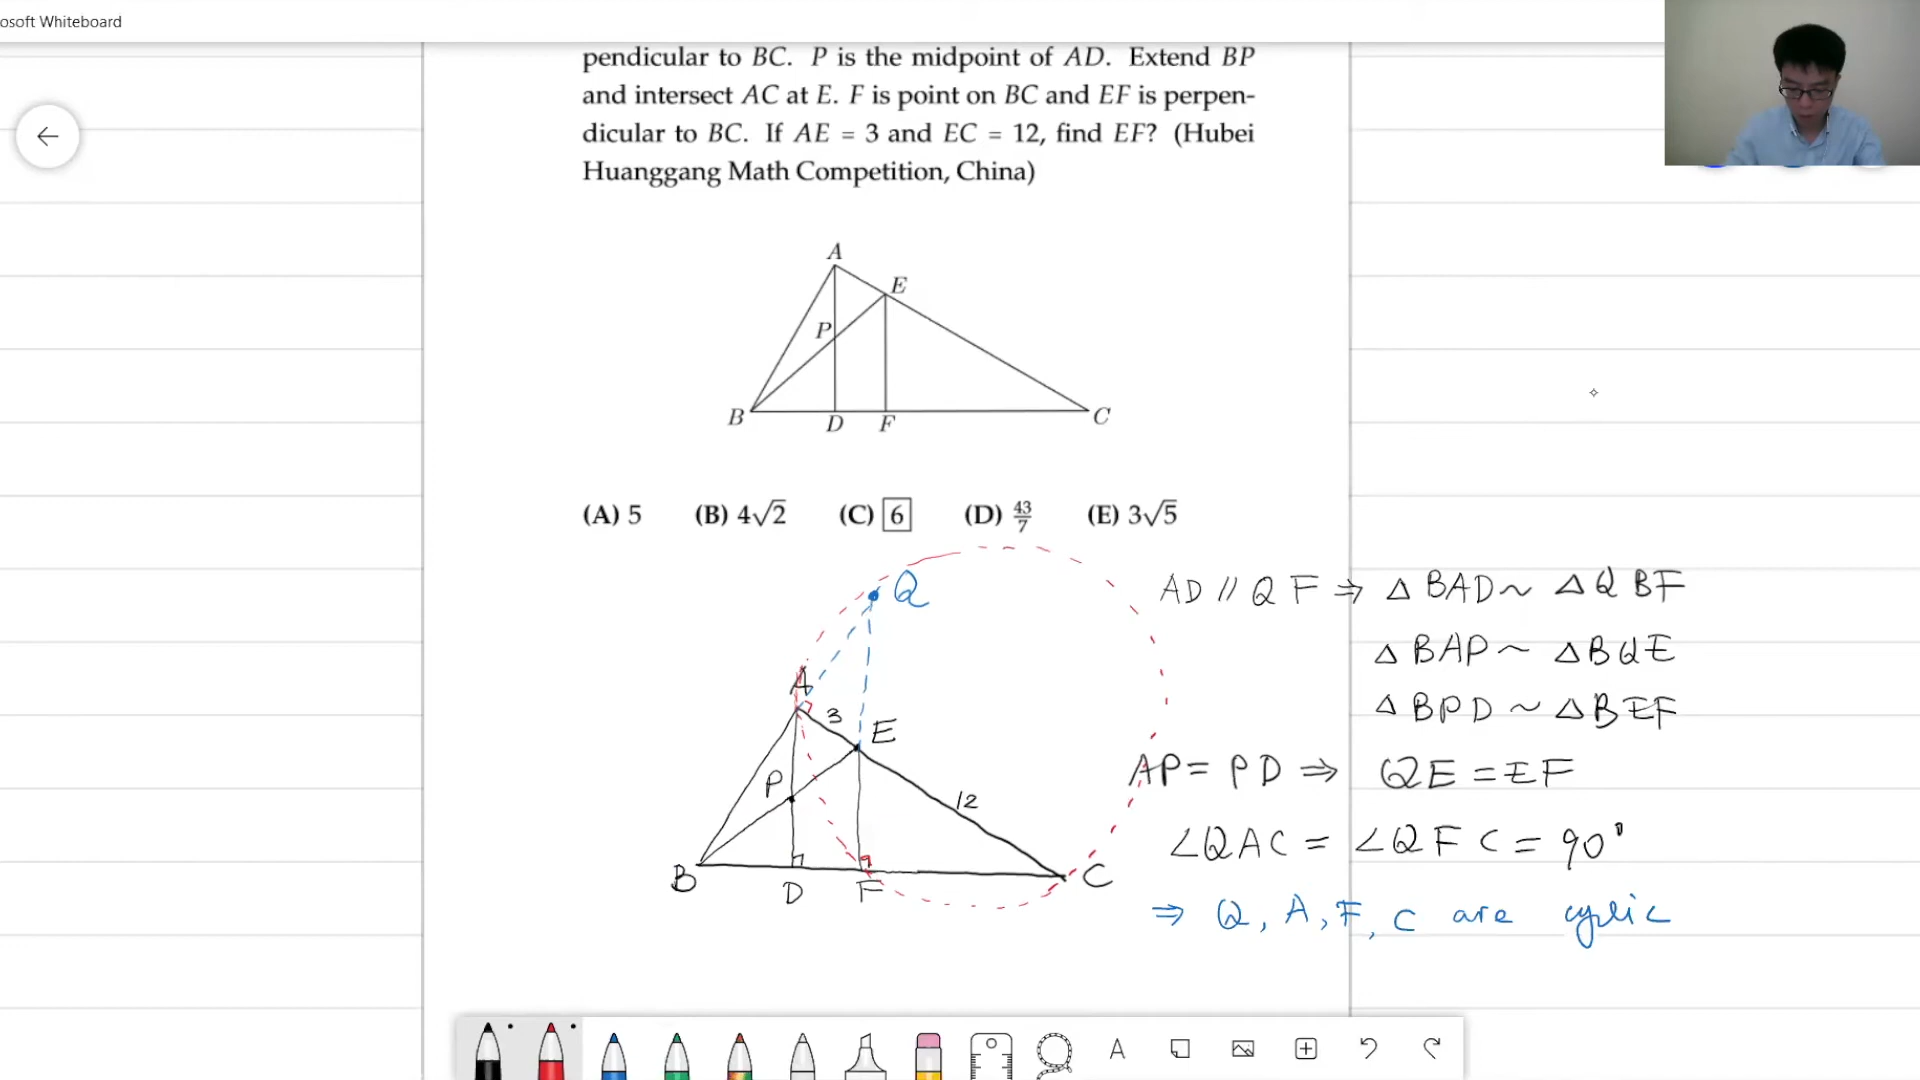 osoft Whiteboard
pendicular to BC. P is the midpoint of AD. Extend BP
and intersect AC at E. F is point on BC and EF is perpen-
dicular to BC. If AE = 3 and EC = 12, find EF? (Hubei
Huanggang Math Competition, China)
A
E
P
B
D
F
C
(A) 5 (B) 4√2 (C) 6 (D) 43/7 (E) 3√5
Q
A
3
E
P
12
B
D
F
C
AD // QF ⇒ △BAD ~ △QBF
△BAP ~ △BQE
△BPD ~ △BEF
AP = PD ⇒ QE = EF
∠QAC = ∠QFC = 90°
⇒ Q, A, F, C are cyclic
A